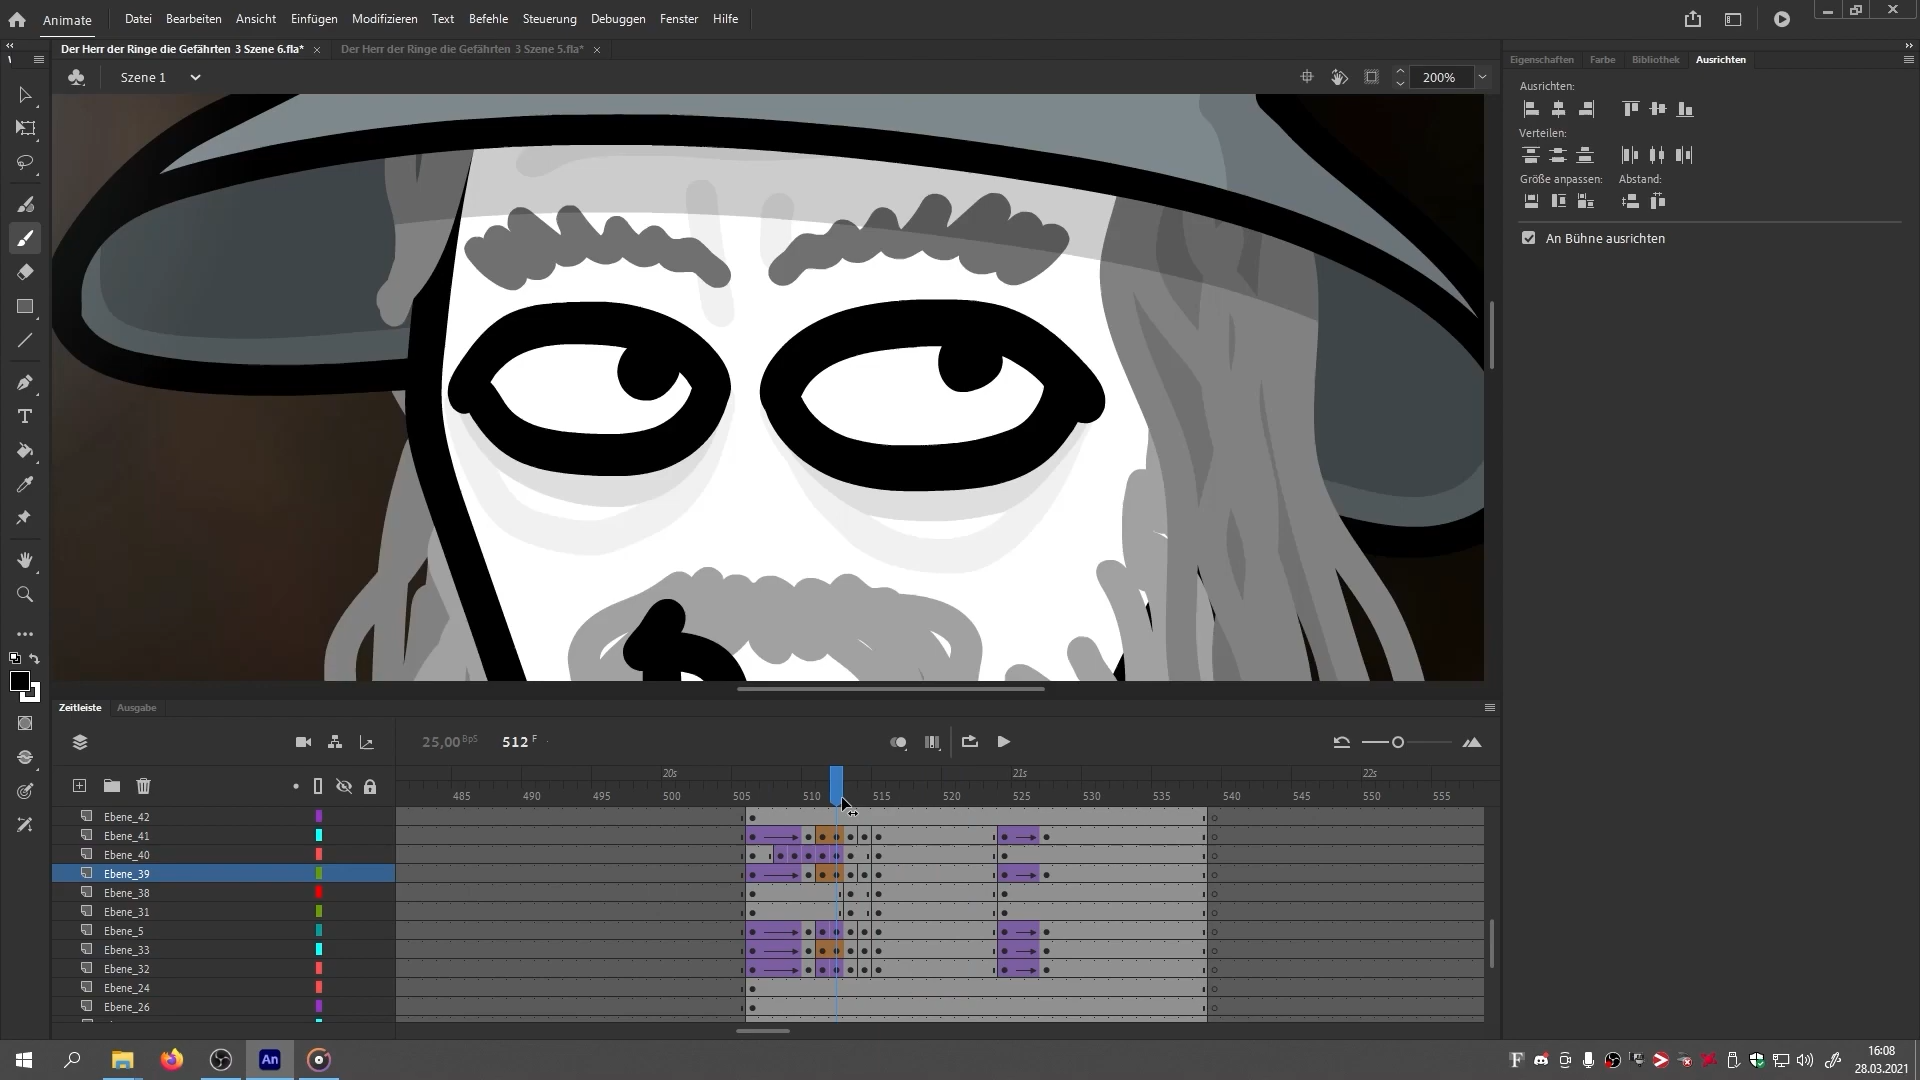 Animate
Datei Bearbeiten Ansicht Einfügen Modifizieren Text Befehle Steuerung Debuggen Fenster Hilfe
Der Herr der Ringe die Gefährten 3 Szene 6.fla* ×
Der Herr der Ringe die Gefährten 3 Szene 5.fla* ×
Szene 1
200%
Eigenschaften Farbe Bibliothek Ausrichten
Ausrichten:
Verteilen:
Größe anpassen: Abstand:
An Bühne ausrichten
Zeitleiste Ausgabe
25,00 BpS 512 F
20s 21s 22s
485 490 495 500 505 510 515 520 525 530 535 540 545 550 555
Ebene_42
Ebene_41
Ebene_40
Ebene_39
Ebene_38
Ebene_31
Ebene_5
Ebene_33
Ebene_32
Ebene_24
Ebene_26
An
16:08
28.03.2021